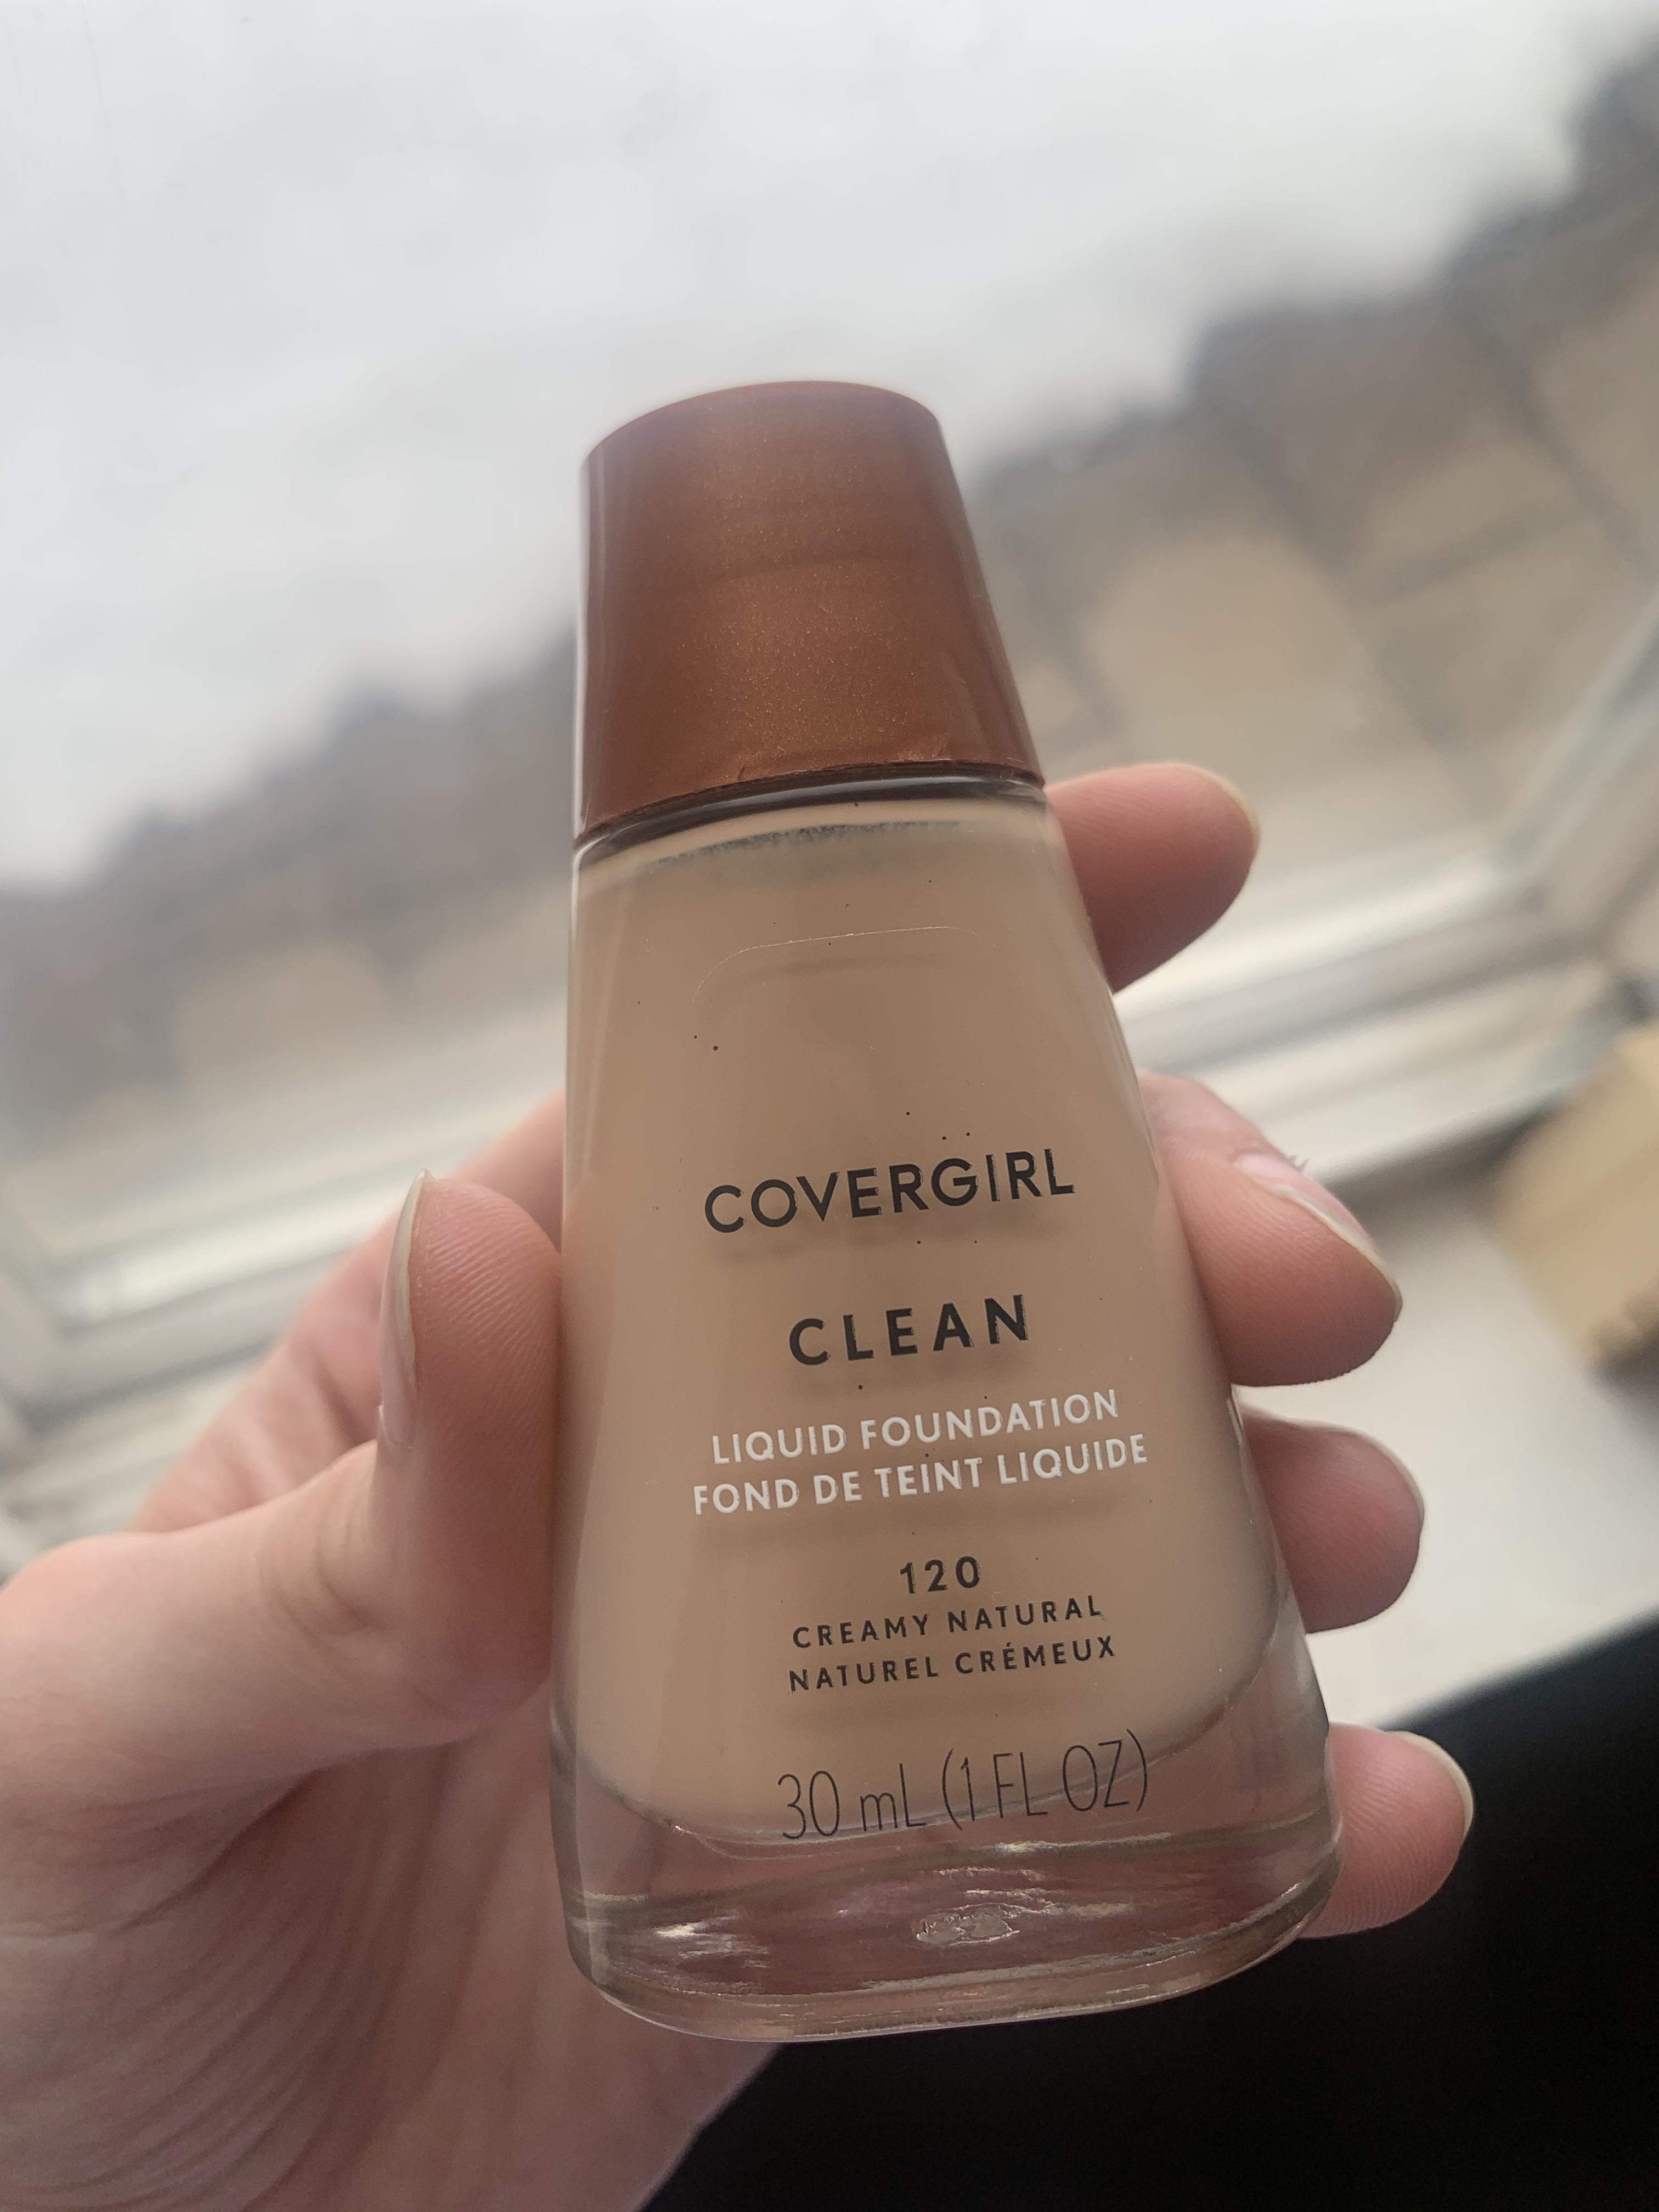 COVERGIRL
CLEAN
LIQUID FOUNDATION
FOND DE TEINT LIQUIDE
120
CREAMY NATURAL
NATUREL CRÉMEUX
30 mL (1 FL OZ)